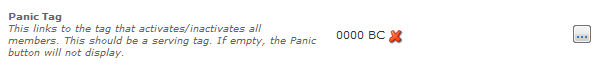 Panic Tag
This links to the tag that activates/inactivates all
members. This should be a serving tag. If empty, the Panic
button will not display.
0000 BC
...